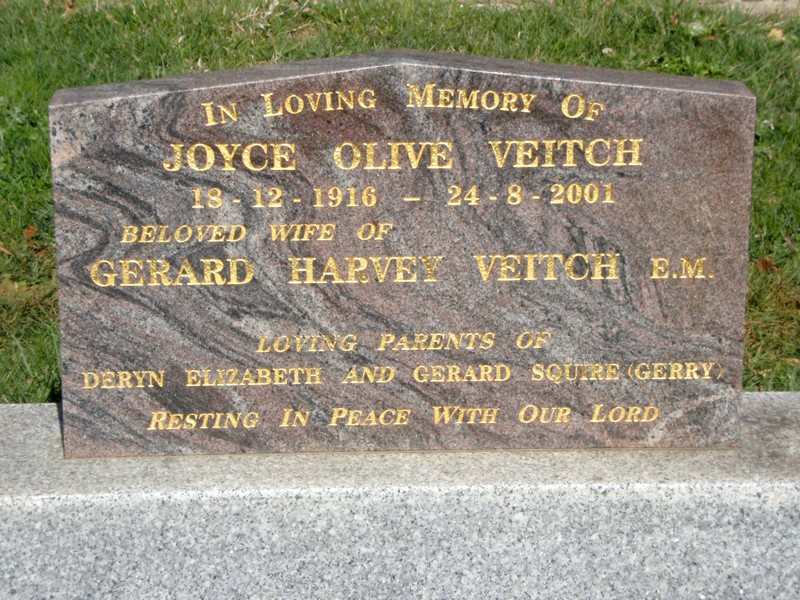 In Loving Memory Of
JOYCE OLIVE VEITCH
18 - 12 - 1916 – 24 - 8 - 2001
BELOVED WIFE OF
GERARD HARVEY VEITCH E.M.
LOVING PARENTS OF
DERYN ELIZABETH AND GERARD SQUIRE (GERRY)
RESTING IN PEACE WITH OUR LORD